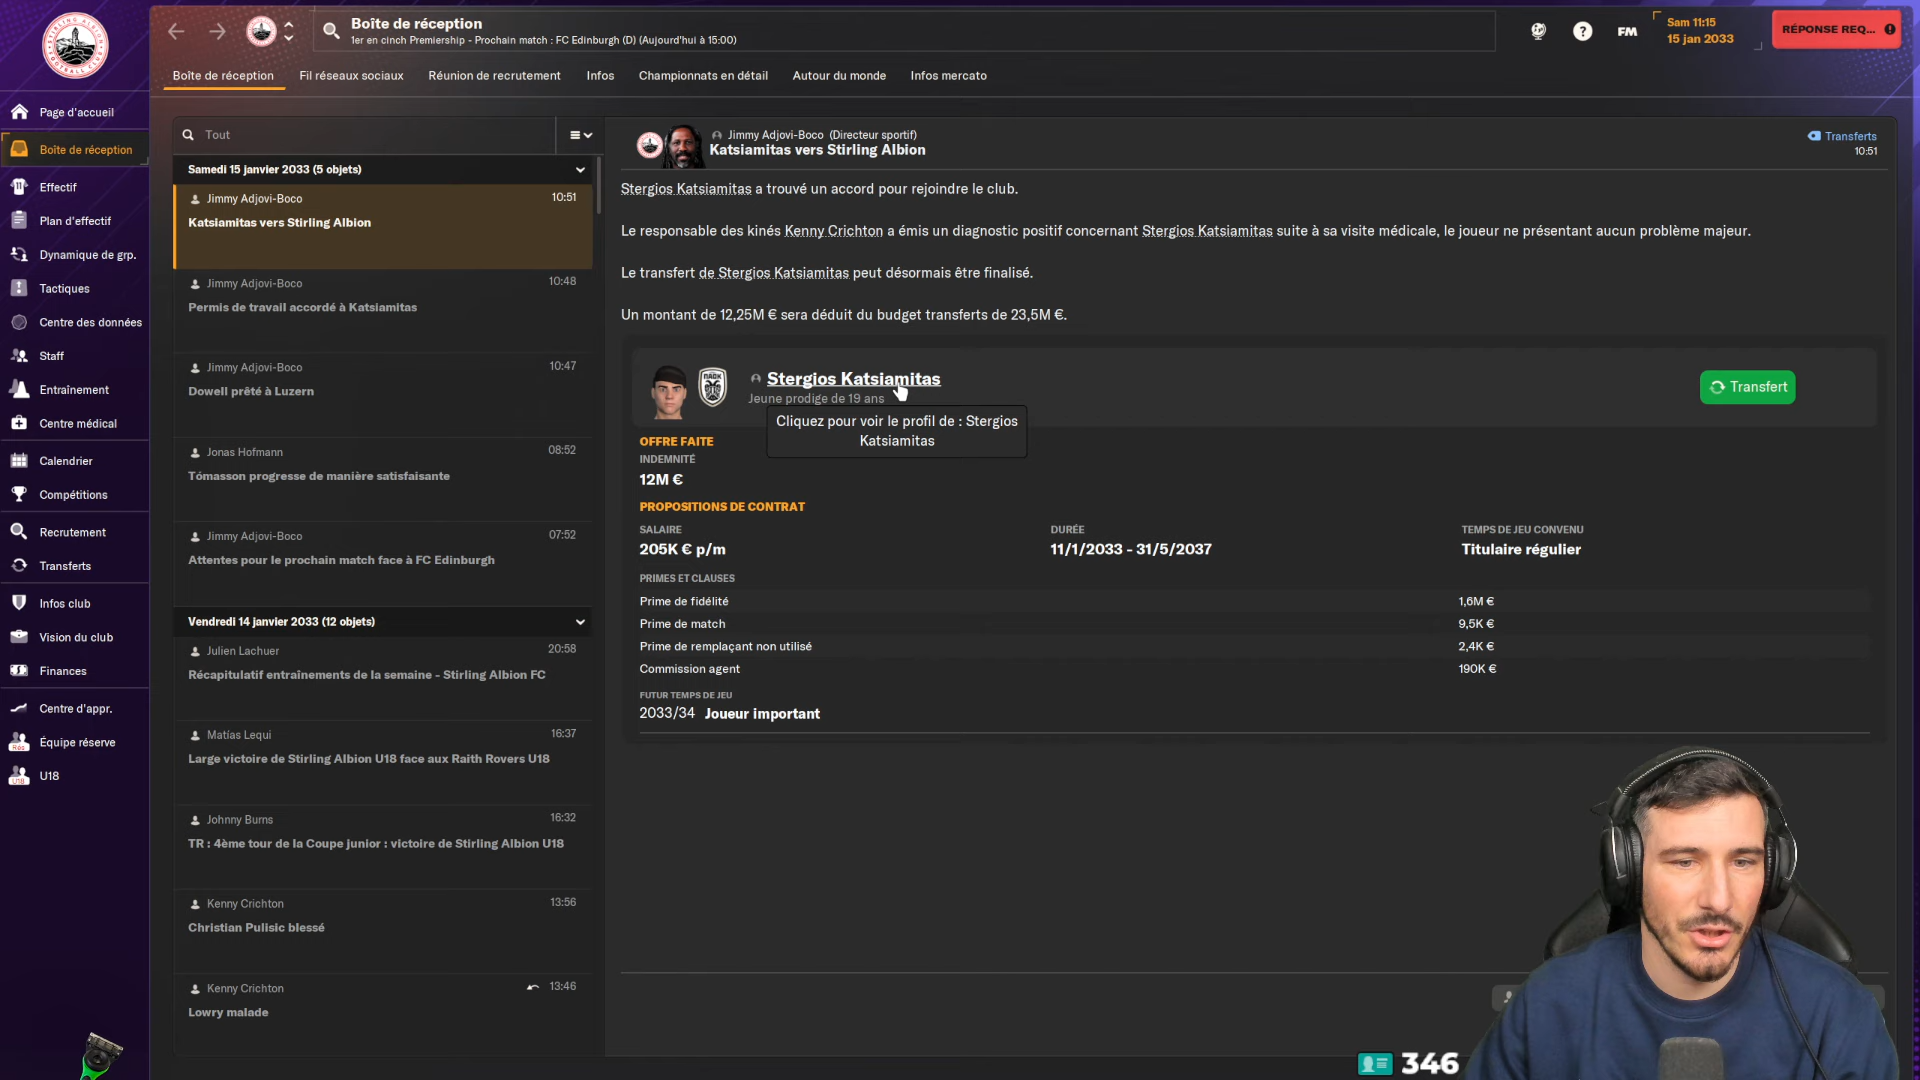 Boîte de réception
1er en cinch Premiership - Prochain match : FC Edinburgh (D) (Aujourd'hui à 15:00)
FM
Sam 11:15
15 jan 2033
RÉPONSE REQ...
Boîte de réception
Fil réseaux sociaux
Réunion de recrutement
Infos
Championnats en détail
Autour du monde
Infos mercato
Page d'accueil
Boîte de réception
Effectif
Plan d'effectif
Dynamique de grp.
Tactiques
Centre des données
Staff
Entraînement
Centre médical
Calendrier
Compétitions
Recrutement
Transferts
Infos club
Vision du club
Finances
Centre d'appr.
Équipe réserve
U18
Tout
Samedi 15 janvier 2033 (5 objets)
Jimmy Adjovi-Boco 10:51
Katsiamitas vers Stirling Albion
Jimmy Adjovi-Boco 10:48
Permis de travail accordé à Katsiamitas
Jimmy Adjovi-Boco 10:47
Dowell prêté à Luzern
Jonas Hofmann 08:52
Tómasson progresse de manière satisfaisante
Jimmy Adjovi-Boco 07:52
Attentes pour le prochain match face à FC Edinburgh
Vendredi 14 janvier 2033 (12 objets)
Julien Lachuer 20:58
Récapitulatif entraînements de la semaine - Stirling Albion FC
Matías Lequi 16:37
Large victoire de Stirling Albion U18 face aux Raith Rovers U18
Johnny Burns 16:32
TR : 4ème tour de la Coupe junior : victoire de Stirling Albion U18
Kenny Crichton 13:56
Christian Pulisic blessé
Kenny Crichton 13:46
Lowry malade
Jimmy Adjovi-Boco (Directeur sportif)
Katsiamitas vers Stirling Albion
Transferts
10:51
Stergios Katsiamitas a trouvé un accord pour rejoindre le club.
Le responsable des kinés Kenny Crichton a émis un diagnostic positif concernant Stergios Katsiamitas suite à sa visite médicale, le joueur ne présentant aucun problème majeur.
Le transfert de Stergios Katsiamitas peut désormais être finalisé.
Un montant de 12,25M € sera déduit du budget transferts de 23,5M €.
Stergios Katsiamitas
Jeune prodige de 19 ans
Transfert
Cliquez pour voir le profil de : Stergios
Katsiamitas
OFFRE FAITE
INDEMNITÉ
12M €
PROPOSITIONS DE CONTRAT
SALAIRE
205K € p/m
DURÉE
11/1/2033 - 31/5/2037
TEMPS DE JEU CONVENU
Titulaire régulier
PRIMES ET CLAUSES
Prime de fidélité 1,6M €
Prime de match 9,5K €
Prime de remplaçant non utilisé 2,4K €
Commission agent 190K €
FUTUR TEMPS DE JEU
2033/34 Joueur important
346